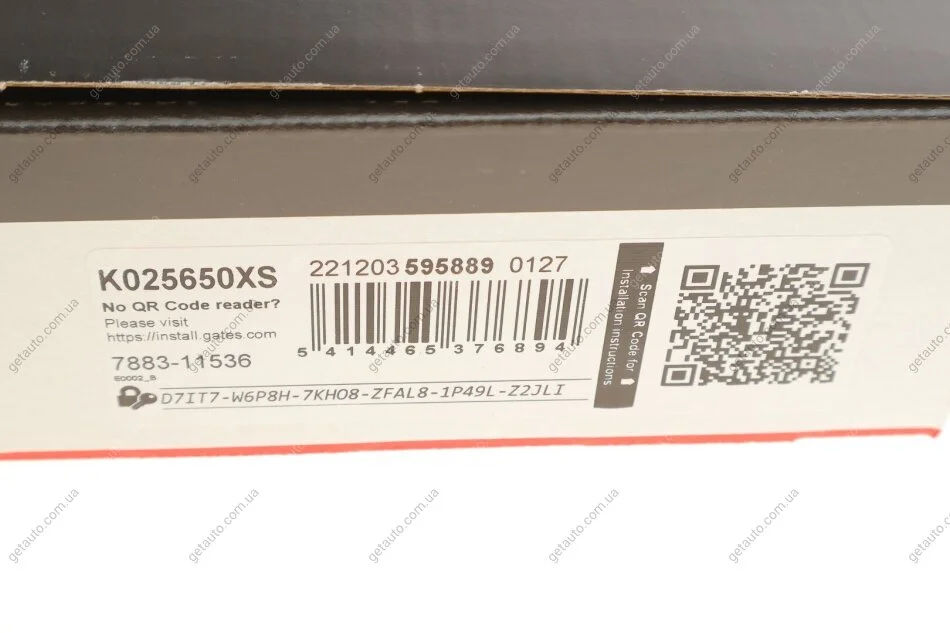 K025650XS
No QR Code reader?
Please visit
https://install.gates.com
7883-11536
E0002_B
221203 595889 0127
5 414465 376894
D7IT7-W6P8H-7KHO8-ZFAL8-1P49L-Z2JLI
Scan QR Code for
Installation instructions
getauto.com.ua